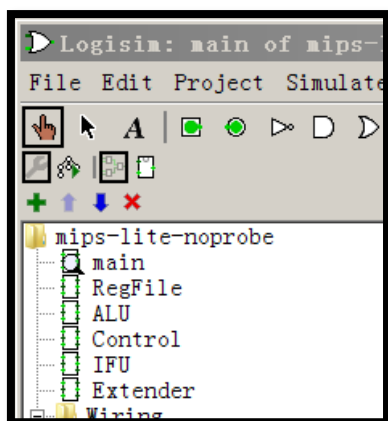 Logisim: main of mips-
File Edit Project Simulate
A
mips-lite-noprobe
main
RegFile
ALU
Control
IFU
Extender
Wiring